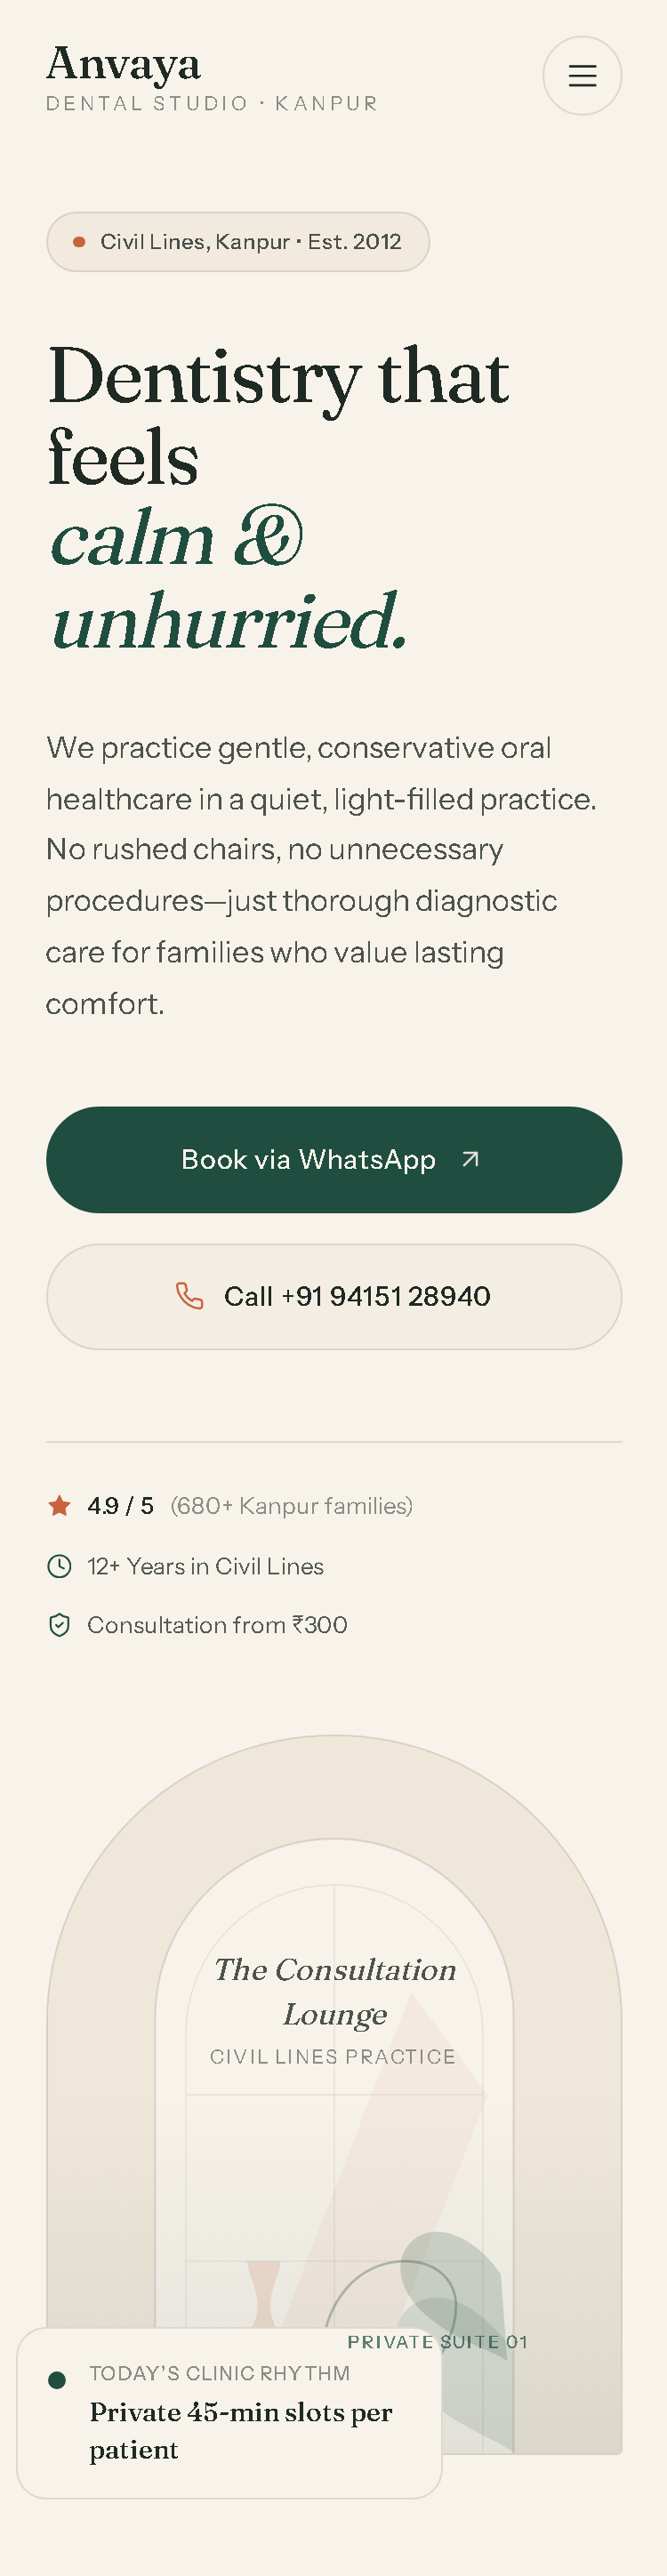 Anvaya
DENTAL STUDIO · KANPUR
Civil Lines, Kanpur • Est. 2012
Dentistry that
feels
calm &
unhurried.
We practice gentle, conservative oral
healthcare in a quiet, light-filled practice.
No rushed chairs, no unnecessary
procedures—just thorough diagnostic
care for families who value lasting
comfort.
Book via WhatsApp
Call +91 94151 28940
4.9 / 5 (680+ Kanpur families)
12+ Years in Civil Lines
Consultation from ₹300
The Consultation
Lounge
CIVIL LINES PRACTICE
PRIVATE SUITE 01
TODAY'S CLINIC RHYTHM
Private 45-min slots per
patient